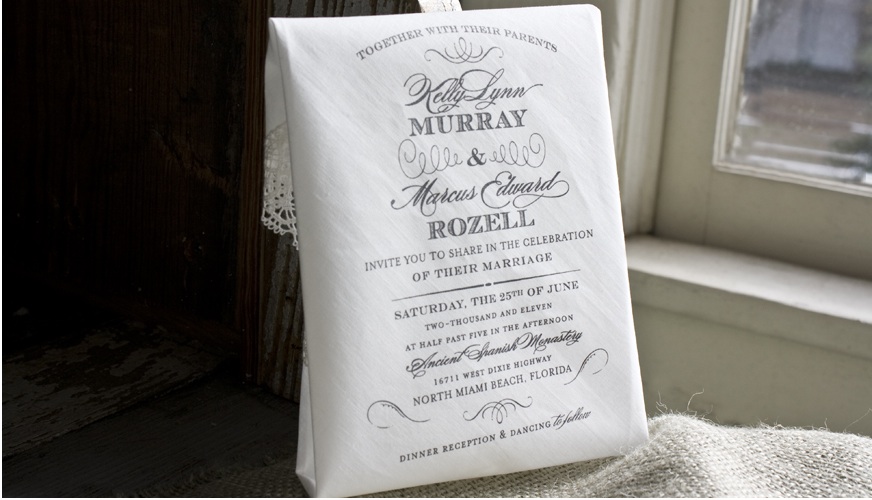 TOGETHER WITH THEIR PARENTS
Kelly Lynn
MURRAY
&
Marcus Edward
ROZELL
INVITE YOU TO SHARE IN THE CELEBRATION
OF THEIR MARRIAGE
SATURDAY, THE 25TH OF JUNE
TWO-THOUSAND AND ELEVEN
AT HALF PAST FIVE IN THE AFTERNOON
Ancient Spanish Monastery
16711 WEST DIXIE HIGHWAY
NORTH MIAMI BEACH, FLORIDA
DINNER RECEPTION & DANCING to follow